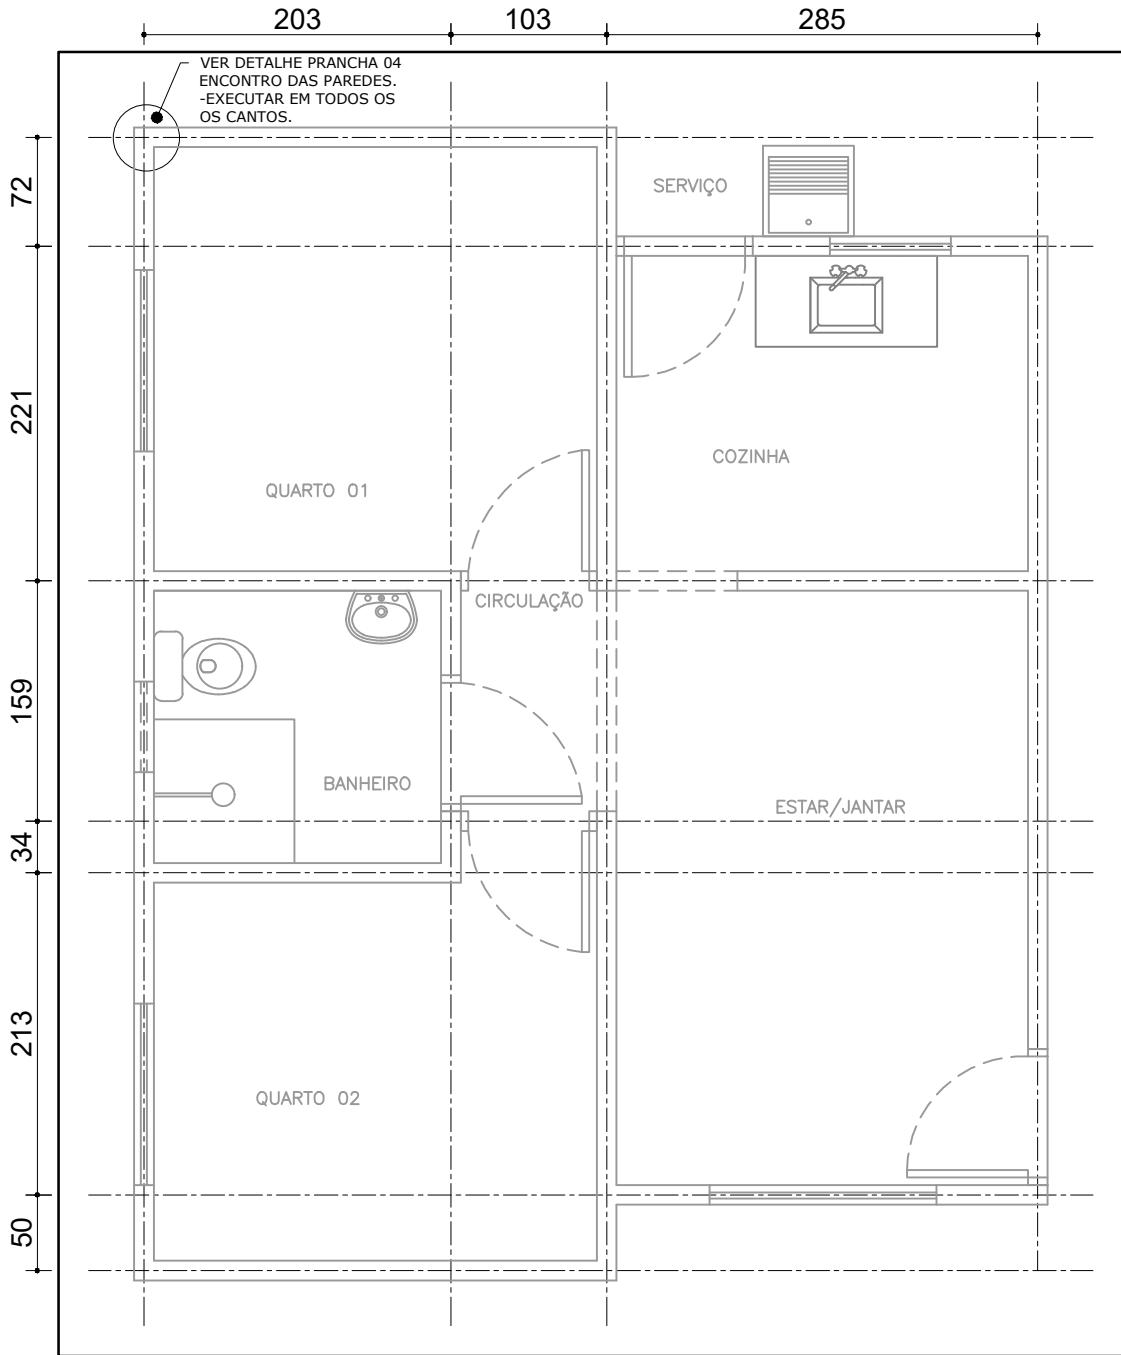 203
103
285
VER DETALHE PRANCHA 04
ENCONTRO DAS PAREDES.
-EXECUTAR EM TODOS OS
OS CANTOS.
72
SERVIÇO
221
COZINHA
QUARTO 01
CIRCULAÇÃO
159
BANHEIRO
ESTAR/JANTAR
34
213
QUARTO 02
50